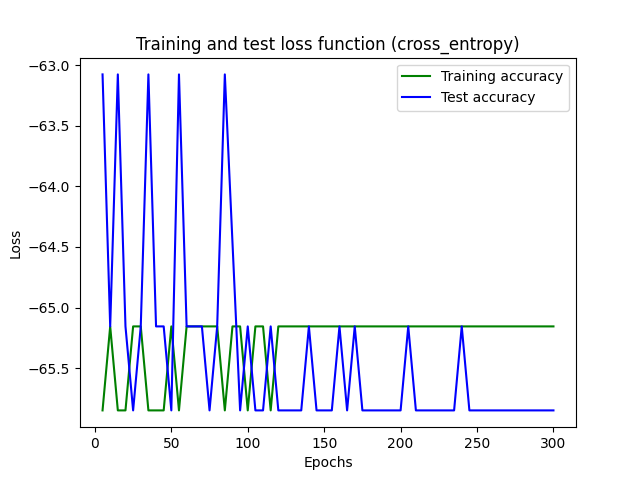 Training and test loss function (cross_entropy)
Training accuracy
Test accuracy
−63.0
−63.5
−64.0
−64.5
−65.0
−65.5
Loss
0
50
100
150
200
250
300
Epochs